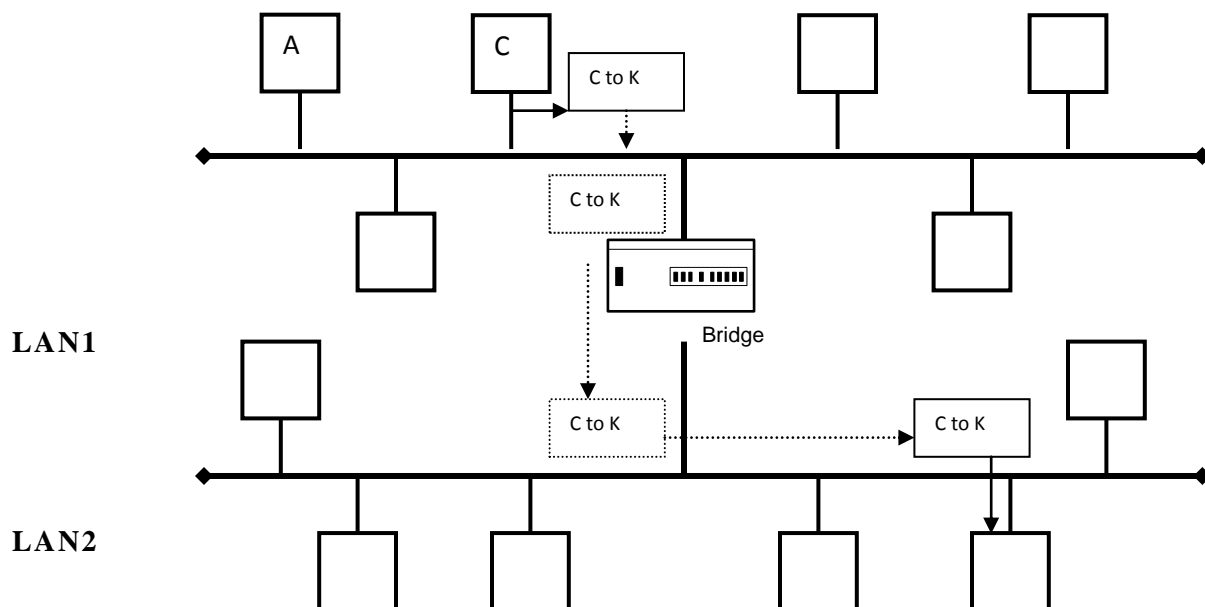 A
C
C to K
C to K
Bridge
LAN1
C to K
C to K
LAN2